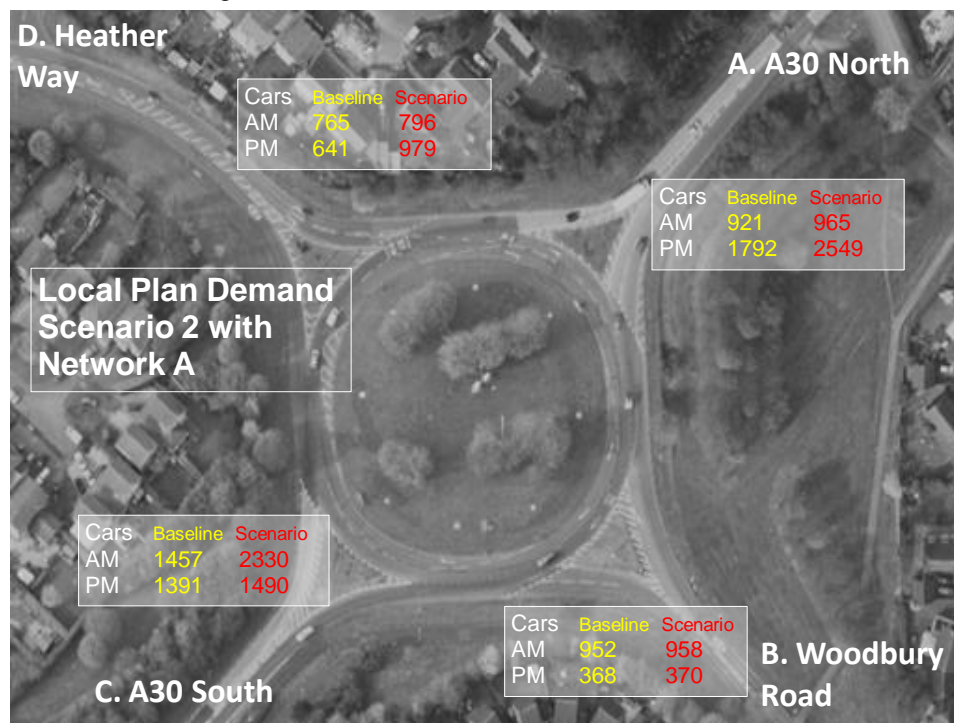 D. Heather
Way
A. A30 North
Cars Baseline Scenario
AM 765 796
PM 641 979
Cars Baseline Scenario
AM 921 965
PM 1792 2549
Local Plan Demand
Scenario 2 with
Network A
Cars Baseline Scenario
AM 1457 2330
PM 1391 1490
Cars Baseline Scenario
AM 952 958
PM 368 370
B. Woodbury
Road
C. A30 South